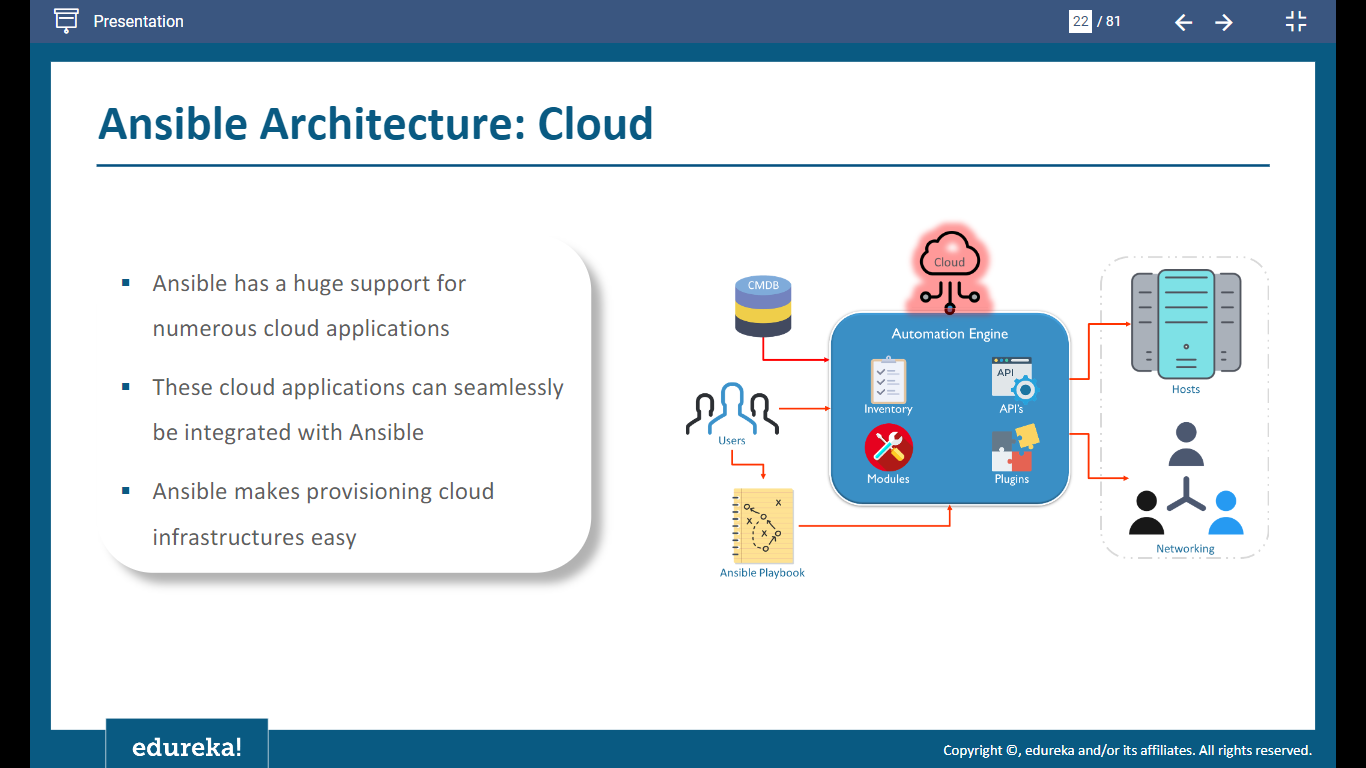 Presentation
22 / 81
Ansible Architecture: Cloud
Ansible has a huge support for
numerous cloud applications
These cloud applications can seamlessly
be integrated with Ansible
Ansible makes provisioning cloud
infrastructures easy
Cloud
CMDB
Automation Engine
Inventory
API
API's
Modules
Plugins
Users
Ansible Playbook
Hosts
Networking
edureka!
Copyright ©, edureka and/or its affiliates. All rights reserved.